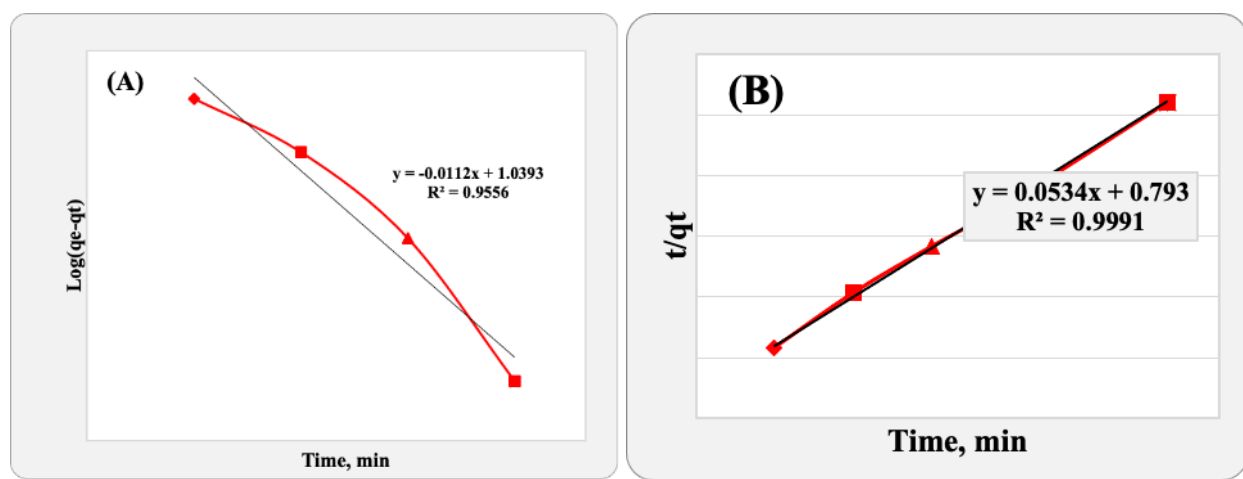 (A)
y = -0.0112x + 1.0393
R² = 0.9556
Log(qe-qt)
Time, min
(B)
y = 0.0534x + 0.793
R² = 0.9991
t/qt
Time, min